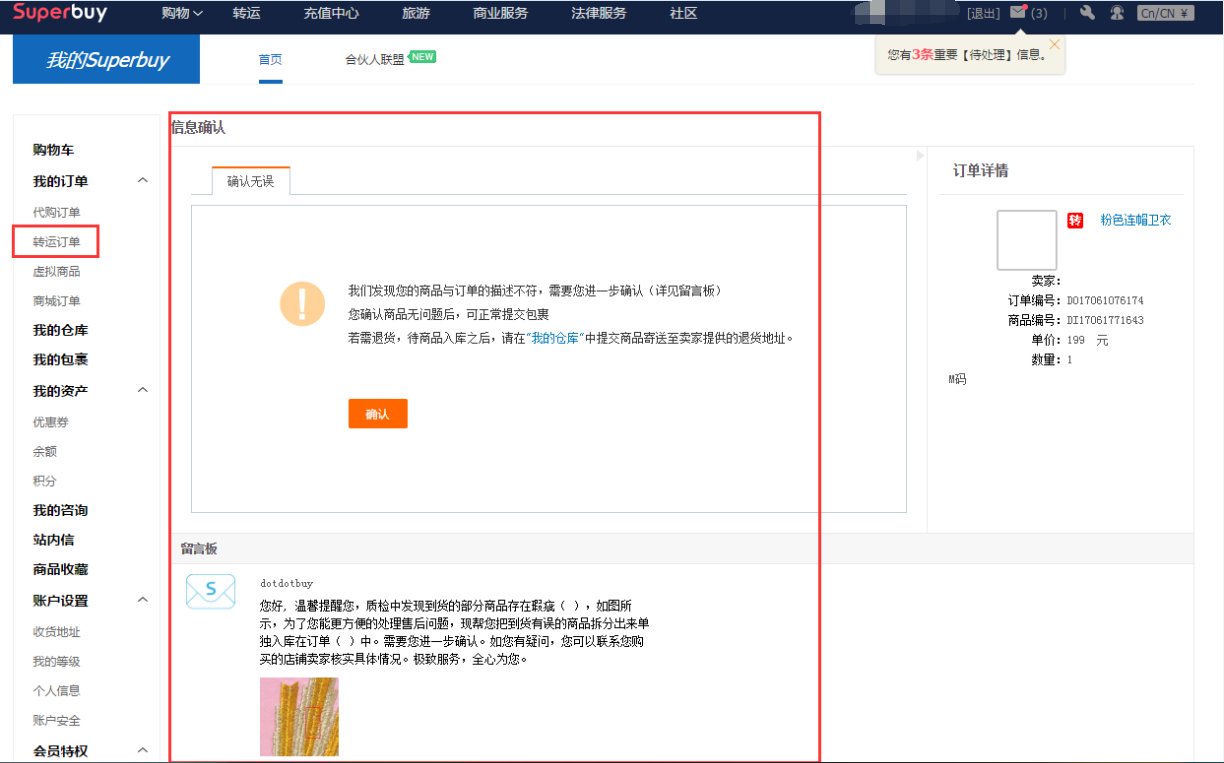 Superbuy
购物 转运 充值中心 旅游 商业服务 法律服务 社区
[退出] (3) Cn/CN ¥
我的Superbuy
首页 合伙人联盟 NEW
您有3条重要【待处理】信息。
购物车
我的订单
代购订单
转运订单
虚拟商品
商城订单
我的仓库
我的包裹
我的资产
优惠券
余额
积分
我的咨询
站内信
商品收藏
账户设置
收货地址
我的等级
个人信息
账户安全
会员特权
信息确认
确认无误
我们发现您的商品与订单的描述不符，需要您进一步确认（详见留言板）
您确认商品无问题后，可正常提交包裹
若需退货，待商品入库之后，请在“我的仓库”中提交商品寄送至卖家提供的退货地址。
确认
订单详情
转 粉色连帽卫衣
卖家：
订单编号：DO17061076174
商品编号：DI17061771643
单价：199 元
数量：1
M码
留言板
S
dotdotbuy
您好，温馨提醒您，质检中发现到货的部分商品存在瑕疵（ ），如图所
示，为了您能更方便的处理售后问题，现帮您把到货有误的商品拆分出来单
独入库在订单（ ）中。需要您进一步确认。如您有疑问，您可以联系您购
买的店铺卖家核实具体情况。极致服务，全心为您。